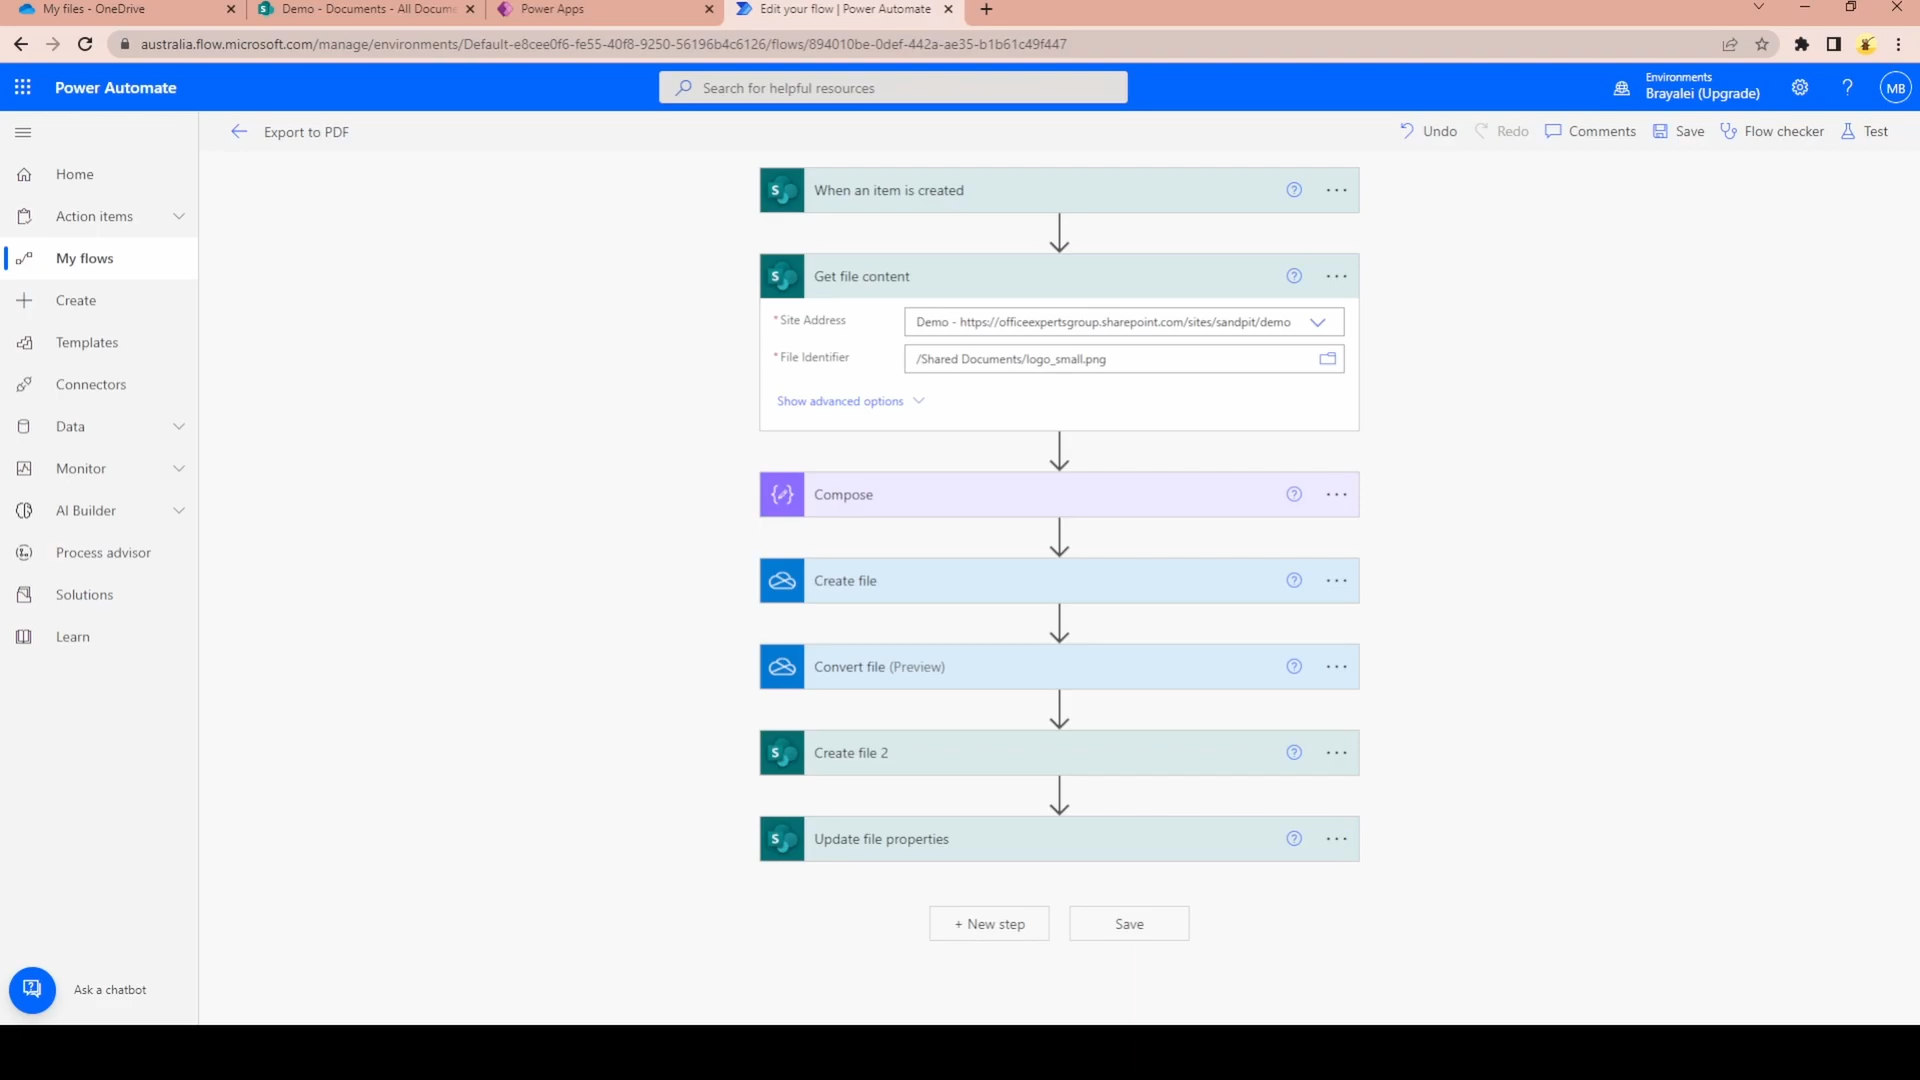 My files - OneDrive
Demo - Documents - All Docume
Power Apps
Edit your flow | Power Automate
australia.flow.microsoft.com/manage/environments/Default-e8cee0f6-fe55-40f8-9250-56196b4c6126/flows/894010be-0def-442a-ae35-b1b61c49f447
Power Automate
Search for helpful resources
Environments
Brayalei (Upgrade)
MB
Export to PDF
Undo
Redo
Comments
Save
Flow checker
Test
Home
Action items
My flows
Create
Templates
Connectors
Data
Monitor
AI Builder
Process advisor
Solutions
Learn
Ask a chatbot
When an item is created
Get file content
* Site Address
Demo - https://officeexpertsgroup.sharepoint.com/sites/sandpit/demo
* File Identifier
/Shared Documents/logo_small.png
Show advanced options
Compose
Create file
Convert file (Preview)
Create file 2
Update file properties
+ New step
Save